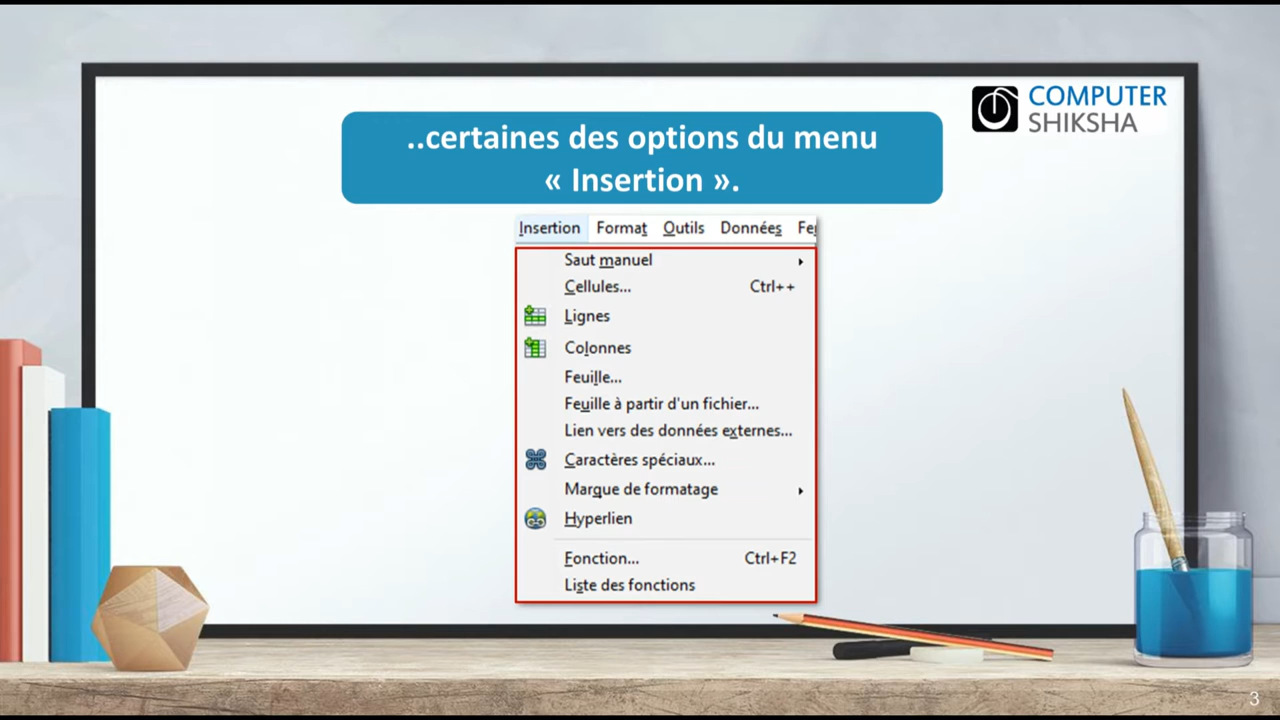 COMPUTER
SHIKSHA
..certaines des options du menu
« Insertion ».
Insertion Format Outils Données Fe
Saut manuel
Cellules... Ctrl++
Lignes
Colonnes
Feuille...
Feuille à partir d'un fichier...
Lien vers des données externes...
Caractères spéciaux...
Marque de formatage
Hyperlien
Fonction... Ctrl+F2
Liste des fonctions
3